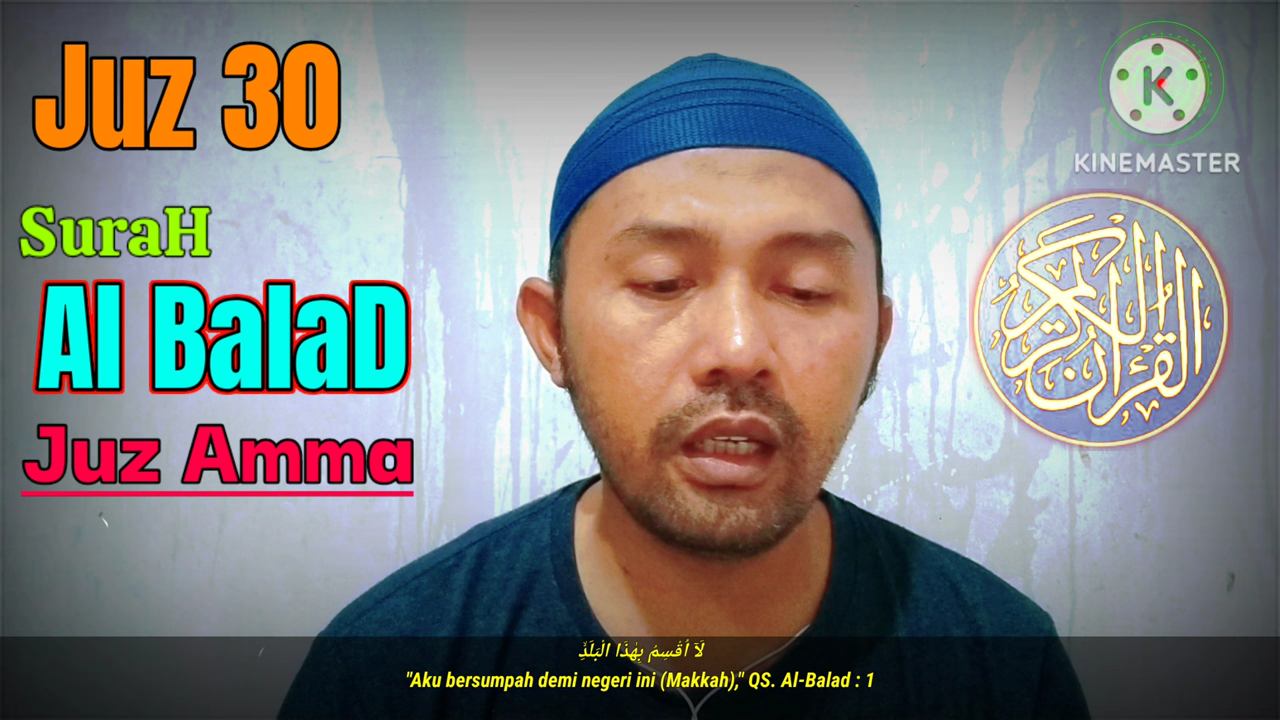 Juz 30
SuraH
Al BalaD
Juz Amma
K
KINEMASTER
القرآن الكريم
لَآ اُقْسِمُ بِهٰذَا الْبَلَدِۙ
"Aku bersumpah demi negeri ini (Makkah)," QS. Al-Balad : 1